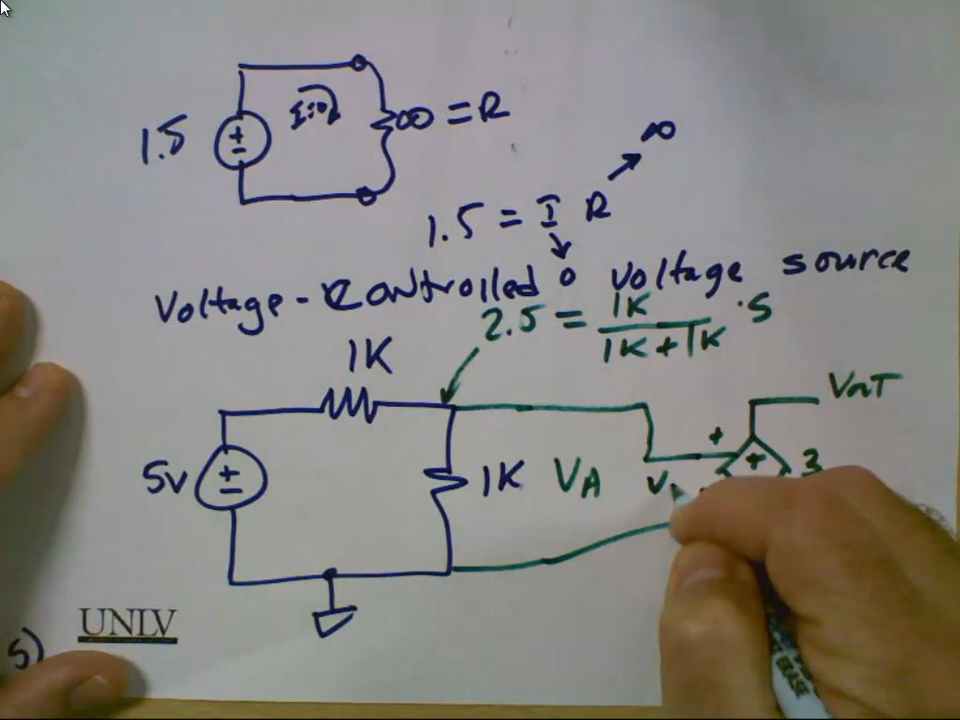 1.5
∞ = R
∞
1.5 = I R
0
Voltage-Controlled voltage source
2.5 = 1K / 1K + 1K · 5
1K
VOUT
5V
+
-
1K
VA
+
+
3
V
UNLV
5)